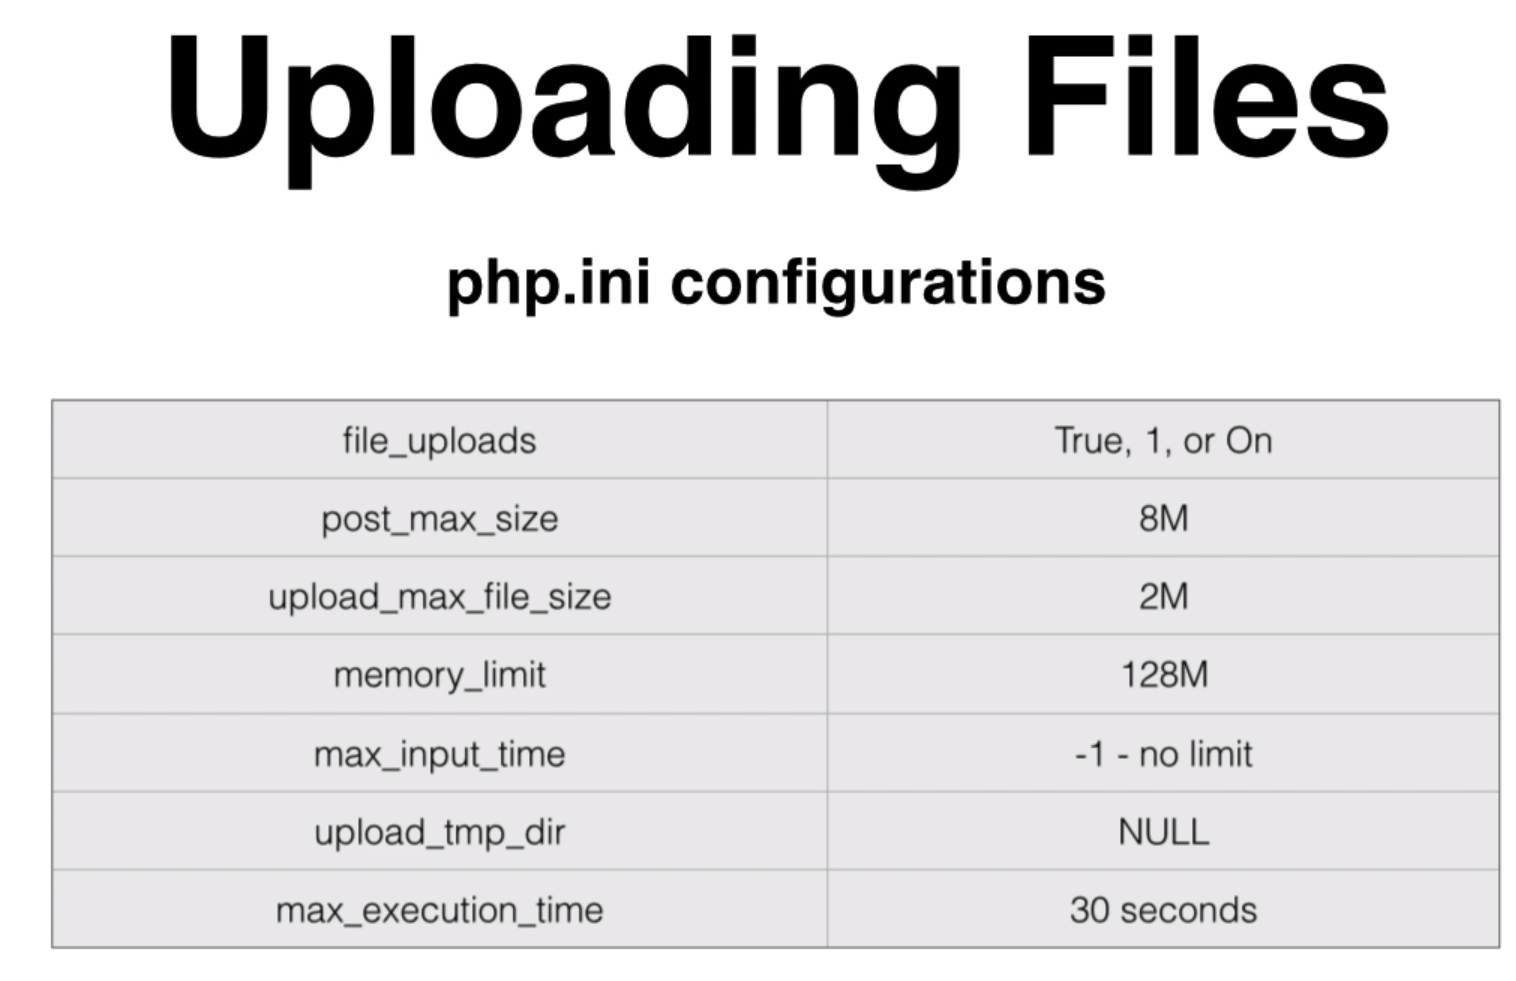 Uploading Files
php.ini configurations
file_uploads True, 1, or On
post_max_size 8M
upload_max_file_size 2M
memory_limit 128M
max_input_time -1 - no limit
upload_tmp_dir NULL
max_execution_time 30 seconds